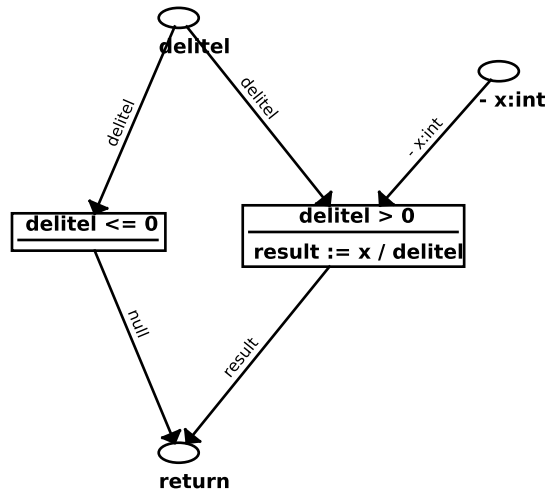 delitel
- x:int
delitel
delitel
- x:int
delitel <= 0
delitel > 0
result := x / delitel
null
result
return